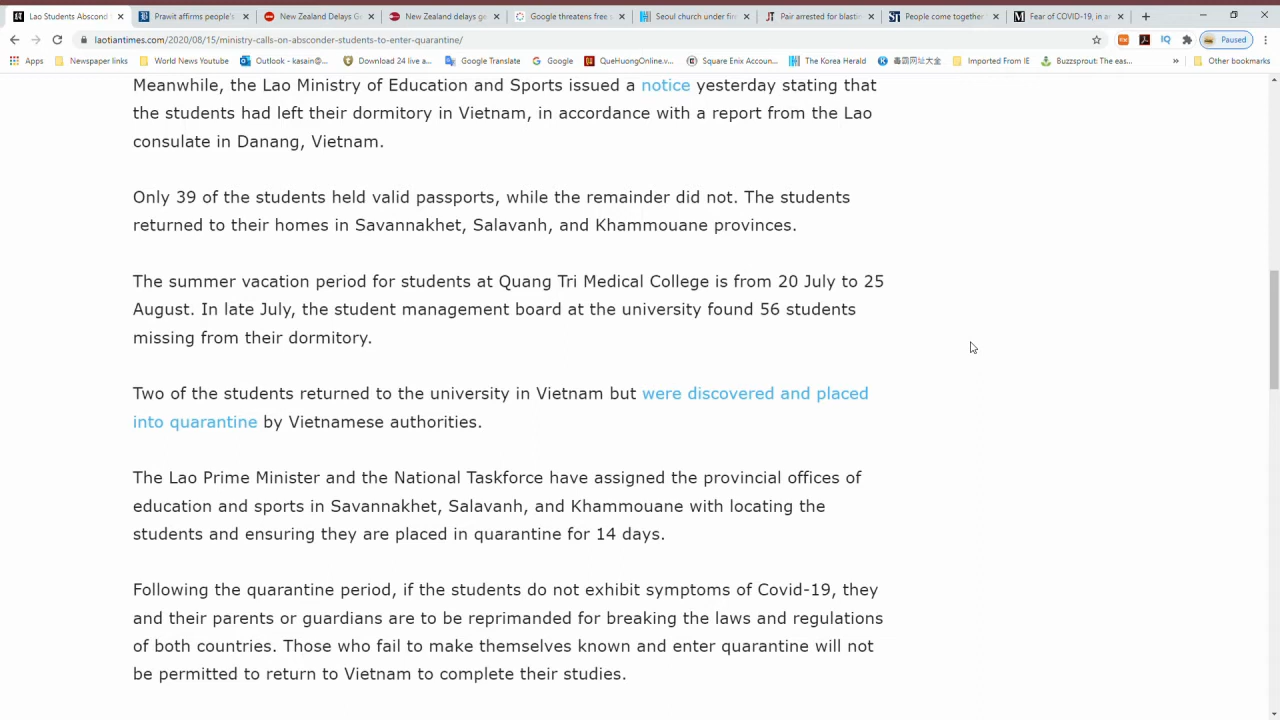 Lao Students Abscond
Prawit affirms people's
New Zealand Delays Ge
New Zealand delays ge
Google threatens free s
Seoul church under fire
Pair arrested for blastin
People come together
Fear of COVID-19, in an
laotiantimes.com/2020/08/15/ministry-calls-on-absconder-students-to-enter-quarantine/
Paused
Apps
Newspaper links
World News Youtube
Outlook - kasain@...
Download 24 live a...
Google Translate
Google
QueHuongOnline.v...
Square Enix Accoun...
The Korea Herald
Imported From IE
Buzzsprout: The eas...
»
Other bookmarks
Meanwhile, the Lao Ministry of Education and Sports issued a notice yesterday stating that
the students had left their dormitory in Vietnam, in accordance with a report from the Lao
consulate in Danang, Vietnam.
Only 39 of the students held valid passports, while the remainder did not. The students
returned to their homes in Savannakhet, Salavanh, and Khammouane provinces.
The summer vacation period for students at Quang Tri Medical College is from 20 July to 25
August. In late July, the student management board at the university found 56 students
missing from their dormitory.
Two of the students returned to the university in Vietnam but were discovered and placed
into quarantine by Vietnamese authorities.
The Lao Prime Minister and the National Taskforce have assigned the provincial offices of
education and sports in Savannakhet, Salavanh, and Khammouane with locating the
students and ensuring they are placed in quarantine for 14 days.
Following the quarantine period, if the students do not exhibit symptoms of Covid-19, they
and their parents or guardians are to be reprimanded for breaking the laws and regulations
of both countries. Those who fail to make themselves known and enter quarantine will not
be permitted to return to Vietnam to complete their studies.